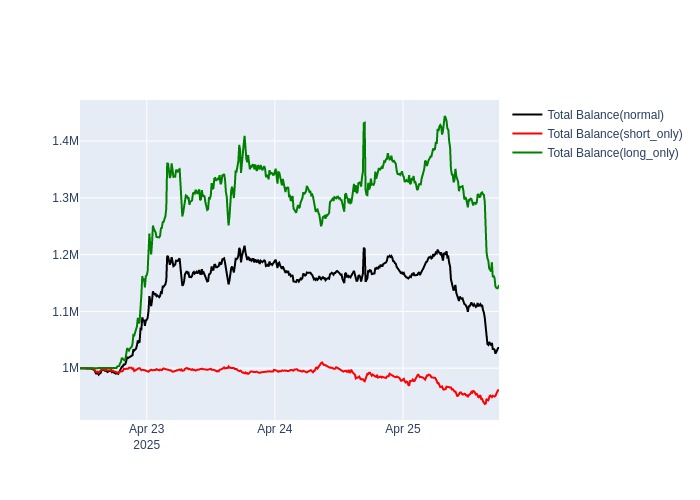 Total Balance(normal)
Total Balance(short_only)
Total Balance(long_only)
1.4M
1.3M
1.2M
1.1M
1M
Apr 23
2025
Apr 24
Apr 25